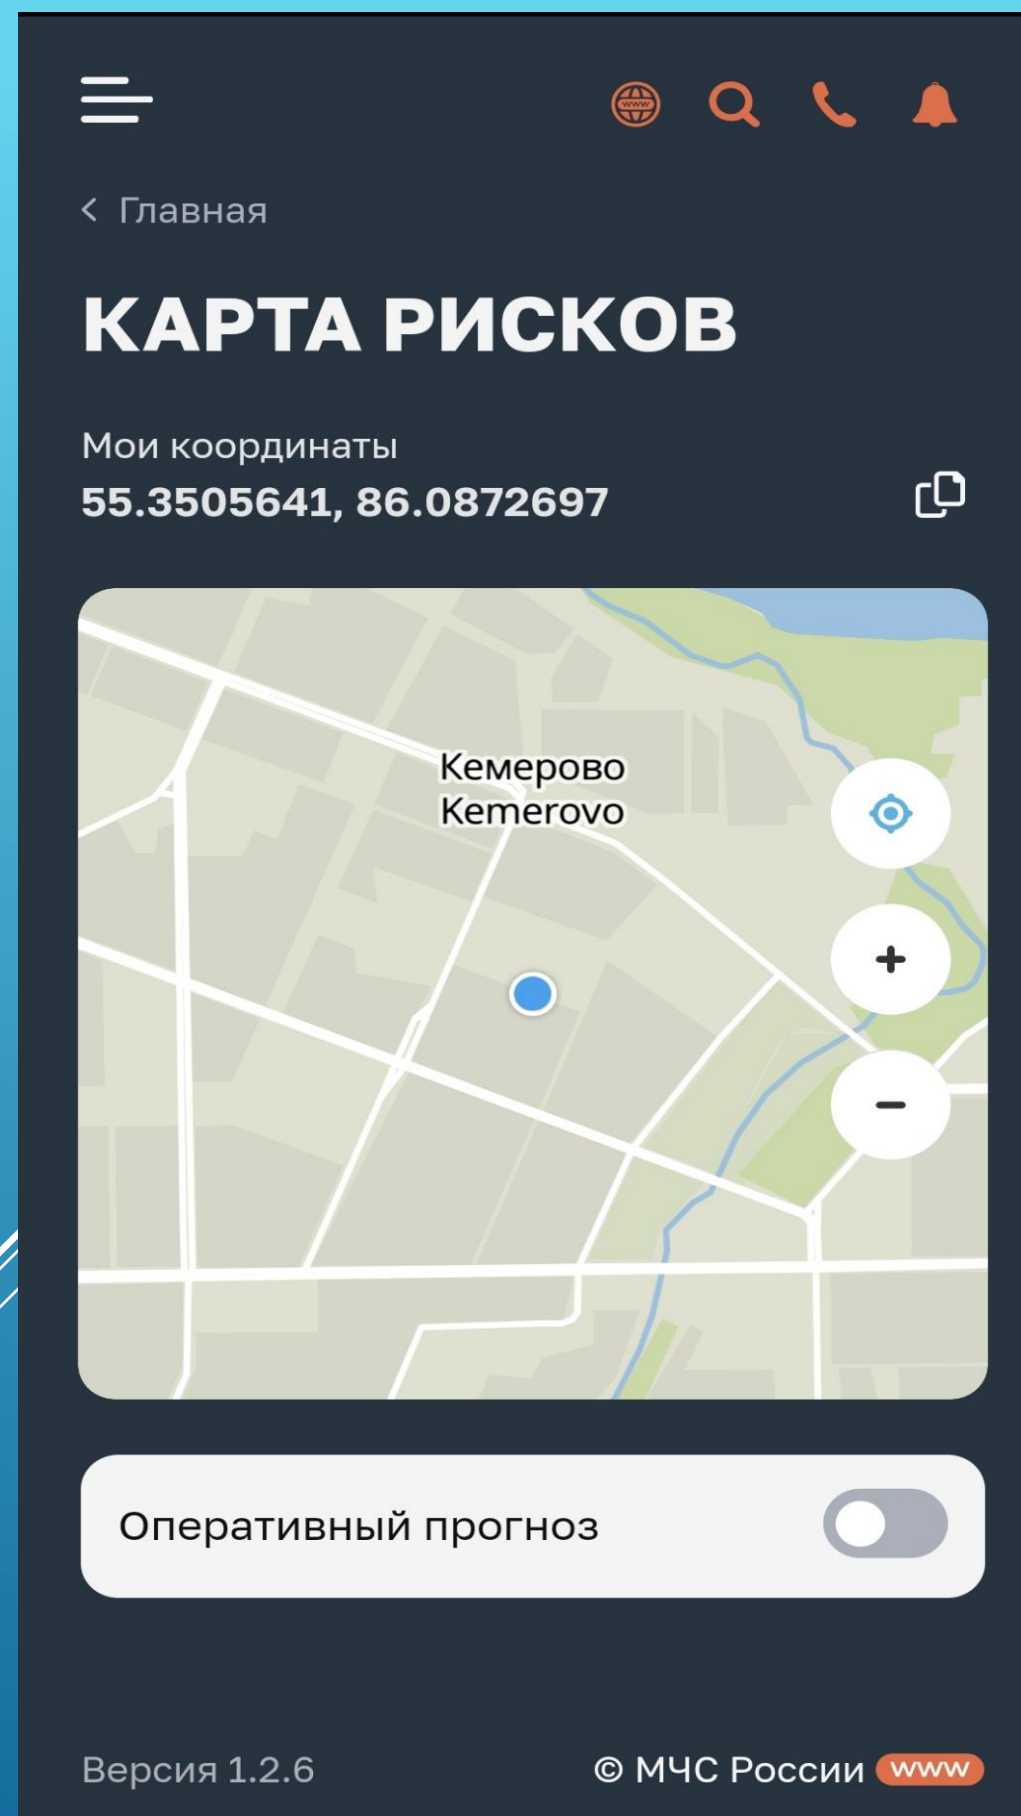 www
< Главная
КАРТА РИСКОВ
Мои координаты
55.3505641, 86.0872697
Кемерово
Kemerovo
+
−
Оперативный прогноз
Версия 1.2.6
© МЧС России www